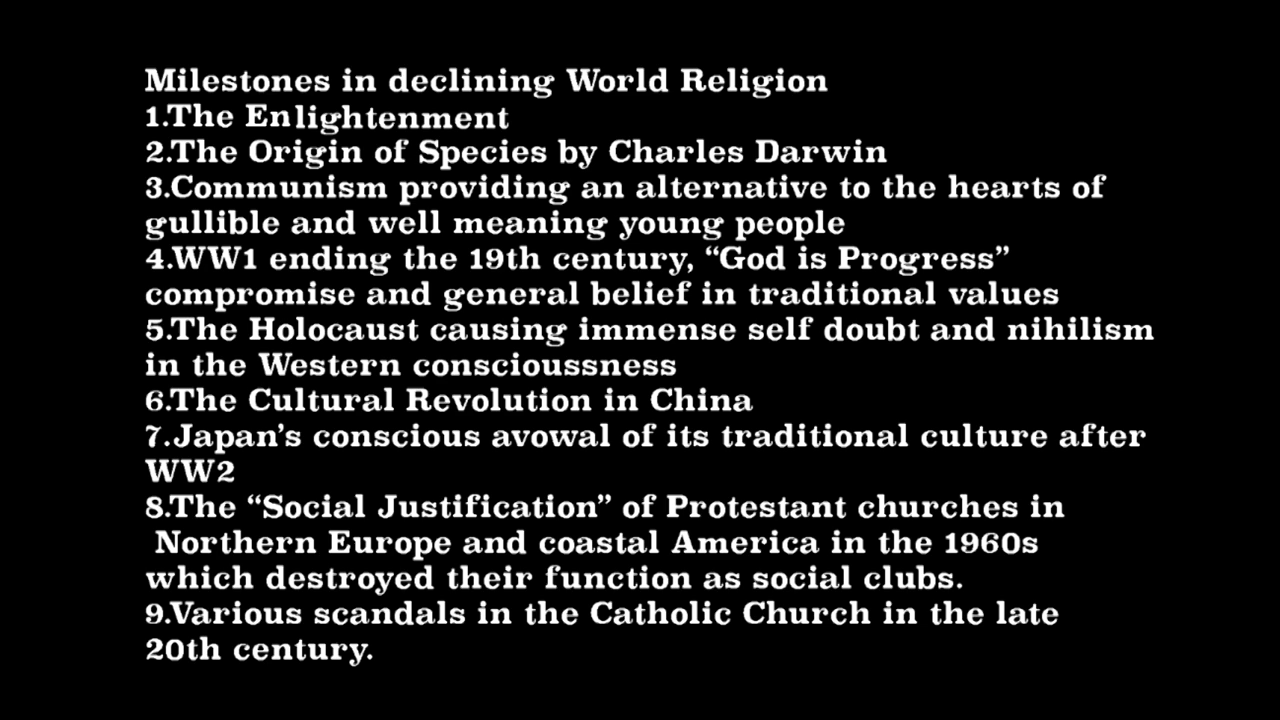 Milestones in declining World Religion
1.The Enlightenment
2.The Origin of Species by Charles Darwin
3.Communism providing an alternative to the hearts of
gullible and well meaning young people
4.WW1 ending the 19th century, “God is Progress”
compromise and general belief in traditional values
5.The Holocaust causing immense self doubt and nihilism
in the Western conscioussness
6.The Cultural Revolution in China
7.Japan’s conscious avowal of its traditional culture after
WW2
8.The “Social Justification” of Protestant churches in
Northern Europe and coastal America in the 1960s
which destroyed their function as social clubs.
9.Various scandals in the Catholic Church in the late
20th century.